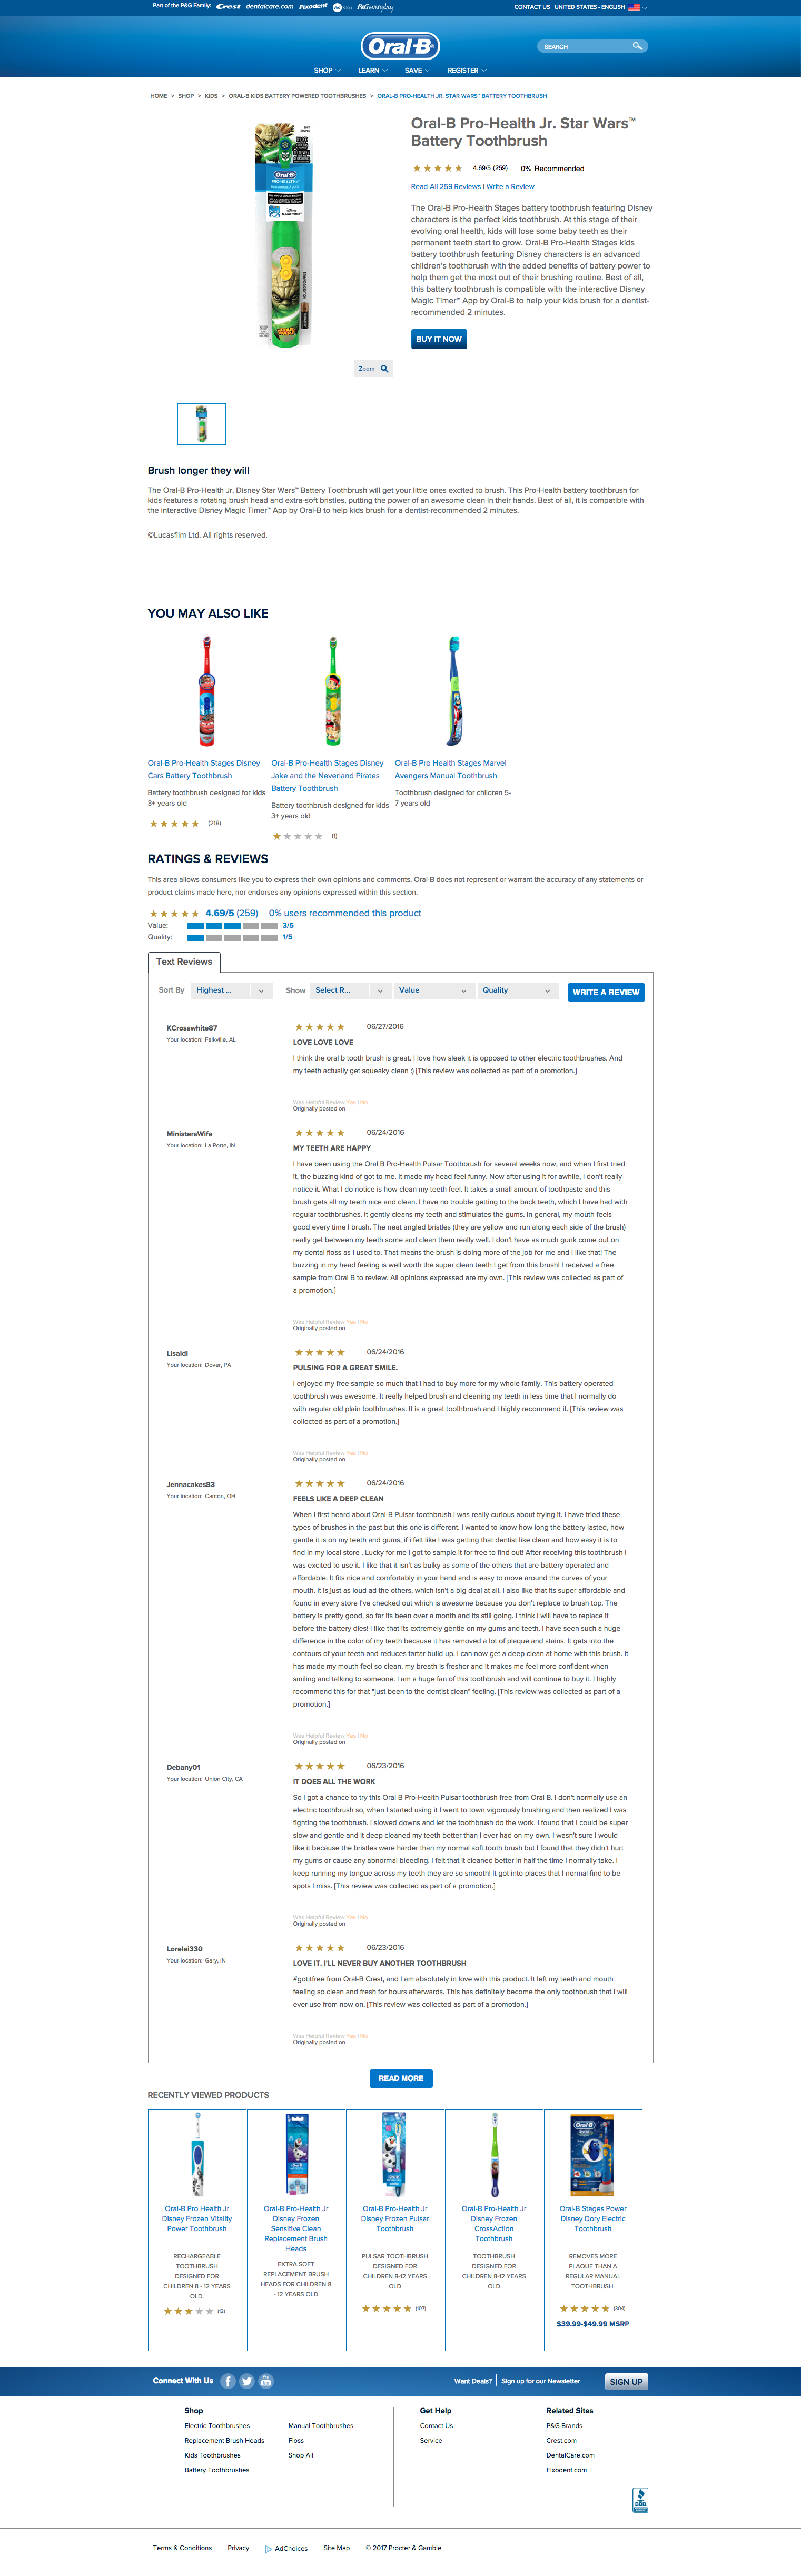 Part of the P&G Family: Crest dentalcare.com Fixodent P&G Shop P&G everyday
CONTACT US | UNITED STATES - ENGLISH
Oral-B
SEARCH
SHOP LEARN SAVE REGISTER
HOME > SHOP > KIDS > ORAL-B KIDS BATTERY POWERED TOOTHBRUSHES > ORAL-B PRO-HEALTH JR. STAR WARS™ BATTERY TOOTHBRUSH
Oral-B Pro-Health Jr. Star Wars™
Battery Toothbrush
4.69/5 (259) 0% Recommended
Read All 259 Reviews | Write a Review
The Oral-B Pro-Health Stages battery toothbrush featuring Disney
characters is the perfect kids toothbrush. At this stage of their
evolving oral health, kids will lose some baby teeth as their
permanent teeth start to grow. Oral-B Pro-Health Stages kids
battery toothbrush featuring Disney characters is an advanced
children's toothbrush with the added benefits of battery power to
help them get the most out of their brushing routine. Best of all,
this battery toothbrush is compatible with the interactive Disney
Magic Timer™ App by Oral-B to help your kids brush for a dentist-
recommended 2 minutes.
BUY IT NOW
Oral-B
PRO-HEALTH
STAR WARS
Zoom
Brush longer they will
The Oral-B Pro-Health Jr. Disney Star Wars™ Battery Toothbrush will get your little ones excited to brush. This Pro-Health battery toothbrush for
kids features a rotating brush head and extra-soft bristles, putting the power of an awesome clean in their hands. Best of all, it is compatible with
the interactive Disney Magic Timer™ App by Oral-B to help kids brush for a dentist-recommended 2 minutes.
©Lucasfilm Ltd. All rights reserved.
YOU MAY ALSO LIKE
Oral-B Pro-Health Stages Disney
Cars Battery Toothbrush
Battery toothbrush designed for kids
3+ years old
(218)
Oral-B Pro-Health Stages Disney
Jake and the Neverland Pirates
Battery Toothbrush
Battery toothbrush designed for kids
3+ years old
(1)
Oral-B Pro Health Stages Marvel
Avengers Manual Toothbrush
Toothbrush designed for children 5-
7 years old
RATINGS & REVIEWS
This area allows consumers like you to express their own opinions and comments. Oral-B does not represent or warrant the accuracy of any statements or
product claims made here, nor endorses any opinions expressed within this section.
4.69/5 (259) 0% users recommended this product
Value: 3/5
Quality: 1/5
Text Reviews
Sort By Highest ... Show Select R... Value Quality WRITE A REVIEW
KCrosswhite87
Your location: Falkville, AL
06/27/2016
LOVE LOVE LOVE
I think the oral b tooth brush is great. I love how sleek it is opposed to other electric toothbrushes. And
my teeth actually get squeaky clean :) [This review was collected as part of a promotion.]
Was Helpful Review Yes | No
Originally posted on
MinistersWife
Your location: La Porte, IN
06/24/2016
MY TEETH ARE HAPPY
I have been using the Oral B Pro-Health Pulsar Toothbrush for several weeks now, and when I first tried
it, the buzzing kind of got to me. It made my head feel funny. Now after using it for awhile, I don't really
notice it. What I do notice is how clean my teeth feel. It takes a small amount of toothpaste and this
brush gets all my teeth nice and clean. I have no trouble getting to the back teeth, which I have had with
regular toothbrushes. It gently cleans my teeth and stimulates the gums. In general, my mouth feels
good every time I brush. The neat angled bristles (they are yellow and run along each side of the brush)
really get between my teeth some and clean them really well. I don't have as much gunk come out on
my dental floss as I used to. That means the brush is doing more of the job for me and I like that! The
buzzing in my head feeling is well worth the super clean teeth I get from this brush! I received a free
sample from Oral B to review. All opinions expressed are my own. [This review was collected as part of
a promotion.]
Was Helpful Review Yes | No
Originally posted on
Lisaidi
Your location: Dover, PA
06/24/2016
PULSING FOR A GREAT SMILE.
I enjoyed my free sample so much that I had to buy more for my whole family. This battery operated
toothbrush was awesome. It really helped brush and cleaning my teeth in less time that I normally do
with regular old plain toothbrushes. It is a great toothbrush and I highly recommend it. [This review was
collected as part of a promotion.]
Was Helpful Review Yes | No
Originally posted on
Jennacakes83
Your location: Canton, OH
06/24/2016
FEELS LIKE A DEEP CLEAN
When I first heard about Oral-B Pulsar toothbrush I was really curious about trying it. I have tried these
types of brushes in the past but this one is different. I wanted to know how long the battery lasted, how
gentle it is on my teeth and gums, if i felt like I was getting that dentist like clean and how easy it is to
find in my local store . Lucky for me I got to sample it for free to find out! After receiving this toothbrush I
was excited to use it. I like that it isn't as bulky as some of the others that are battery operated and
affordable. It fits nice and comfortably in your hand and is easy to move around the curves of your
mouth. It is just as loud ad the others, which isn't a big deal at all. I also like that its super affordable and
found in every store I've checked out which is awesome because you don't replace to brush top. The
battery is pretty good, so far its been over a month and its still going. I think I will have to replace it
before the battery dies! I like that its extremely gentle on my gums and teeth. I have seen such a huge
difference in the color of my teeth because it has removed a lot of plaque and stains. It gets into the
contours of your teeth and reduces tartar build up. I can now get a deep clean at home with this brush. It
has made my mouth feel so clean, my breath is fresher and it makes me feel more confident when
smiling and talking to someone. I am a huge fan of this toothbrush and will continue to buy it. I highly
recommend this for that "just been to the dentist clean" feeling. [This review was collected as part of a
promotion.]
Was Helpful Review Yes | No
Originally posted on
Debany01
Your location: Union City, CA
06/23/2016
IT DOES ALL THE WORK
So I got a chance to try this Oral B Pro-Health Pulsar toothbrush free from Oral B. I don't normally use an
electric toothbrush so, when I started using it I went to town vigorously brushing and then realized I was
fighting the toothbrush. I slowed downs and let the toothbrush do the work. I found that I could be super
slow and gentle and it deep cleaned my teeth better than I ever had on my own. I wasn't sure I would
like it because the bristles were harder than my normal soft tooth brush but I found that they didn't hurt
my gums or cause any abnormal bleeding. I felt that it cleaned better in half the time I normally take. I
keep running my tongue across my teeth they are so smooth! It got into places that I normal find to be
spots I miss. [This review was collected as part of a promotion.]
Was Helpful Review Yes | No
Originally posted on
Lorelei330
Your location: Gary, IN
06/23/2016
LOVE IT. I'LL NEVER BUY ANOTHER TOOTHBRUSH
#gotitfree from Oral-B Crest, and I am absolutely in love with this product. It left my teeth and mouth
feeling so clean and fresh for hours afterwards. This has definitely become the only toothbrush that I will
ever use from now on. [This review was collected as part of a promotion.]
Was Helpful Review Yes | No
Originally posted on
READ MORE
RECENTLY VIEWED PRODUCTS
Oral-B Pro Health Jr
Disney Frozen Vitality
Power Toothbrush
RECHARGEABLE
TOOTHBRUSH
DESIGNED FOR
CHILDREN 8 - 12 YEARS
OLD.
(12)
Oral-B Pro-Health Jr
Disney Frozen
Sensitive Clean
Replacement Brush
Heads
EXTRA SOFT
REPLACEMENT BRUSH
HEADS FOR CHILDREN 8
- 12 YEARS OLD
Oral-B Pro-Health Jr
Disney Frozen Pulsar
Toothbrush
PULSAR TOOTHBRUSH
DESIGNED FOR
CHILDREN 8-12 YEARS
OLD
(107)
Oral-B Pro-Health Jr
Disney Frozen
CrossAction
Toothbrush
TOOTHBRUSH
DESIGNED FOR
CHILDREN 8-12 YEARS
OLD
Oral-B Stages Power
Disney Dory Electric
Toothbrush
REMOVES MORE
PLAQUE THAN A
REGULAR MANUAL
TOOTHBRUSH.
(304)
$39.99-$49.99 MSRP
Connect With Us
Want Deals? Sign up for our Newsletter SIGN UP
Shop
Electric Toothbrushes
Replacement Brush Heads
Kids Toothbrushes
Battery Toothbrushes
Manual Toothbrushes
Floss
Shop All
Get Help
Contact Us
Service
Related Sites
P&G Brands
Crest.com
DentalCare.com
Fixodent.com
BBB
Terms & Conditions Privacy AdChoices Site Map © 2017 Procter & Gamble